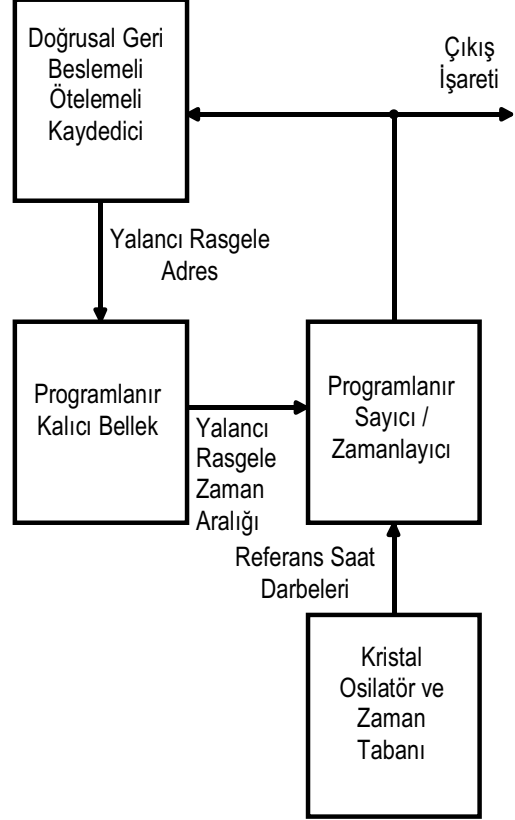 Doğrusal Geri
Beslemeli
Ötelemeli
Kaydedici
Çıkış
İşareti
Yalancı Rasgele
Adres
Programlanır
Kalıcı Bellek
Yalancı
Rasgele
Zaman
Aralığı
Programlanır
Sayıcı /
Zamanlayıcı
Referans Saat
Darbeleri
Kristal
Osilatör ve
Zaman
Tabanı